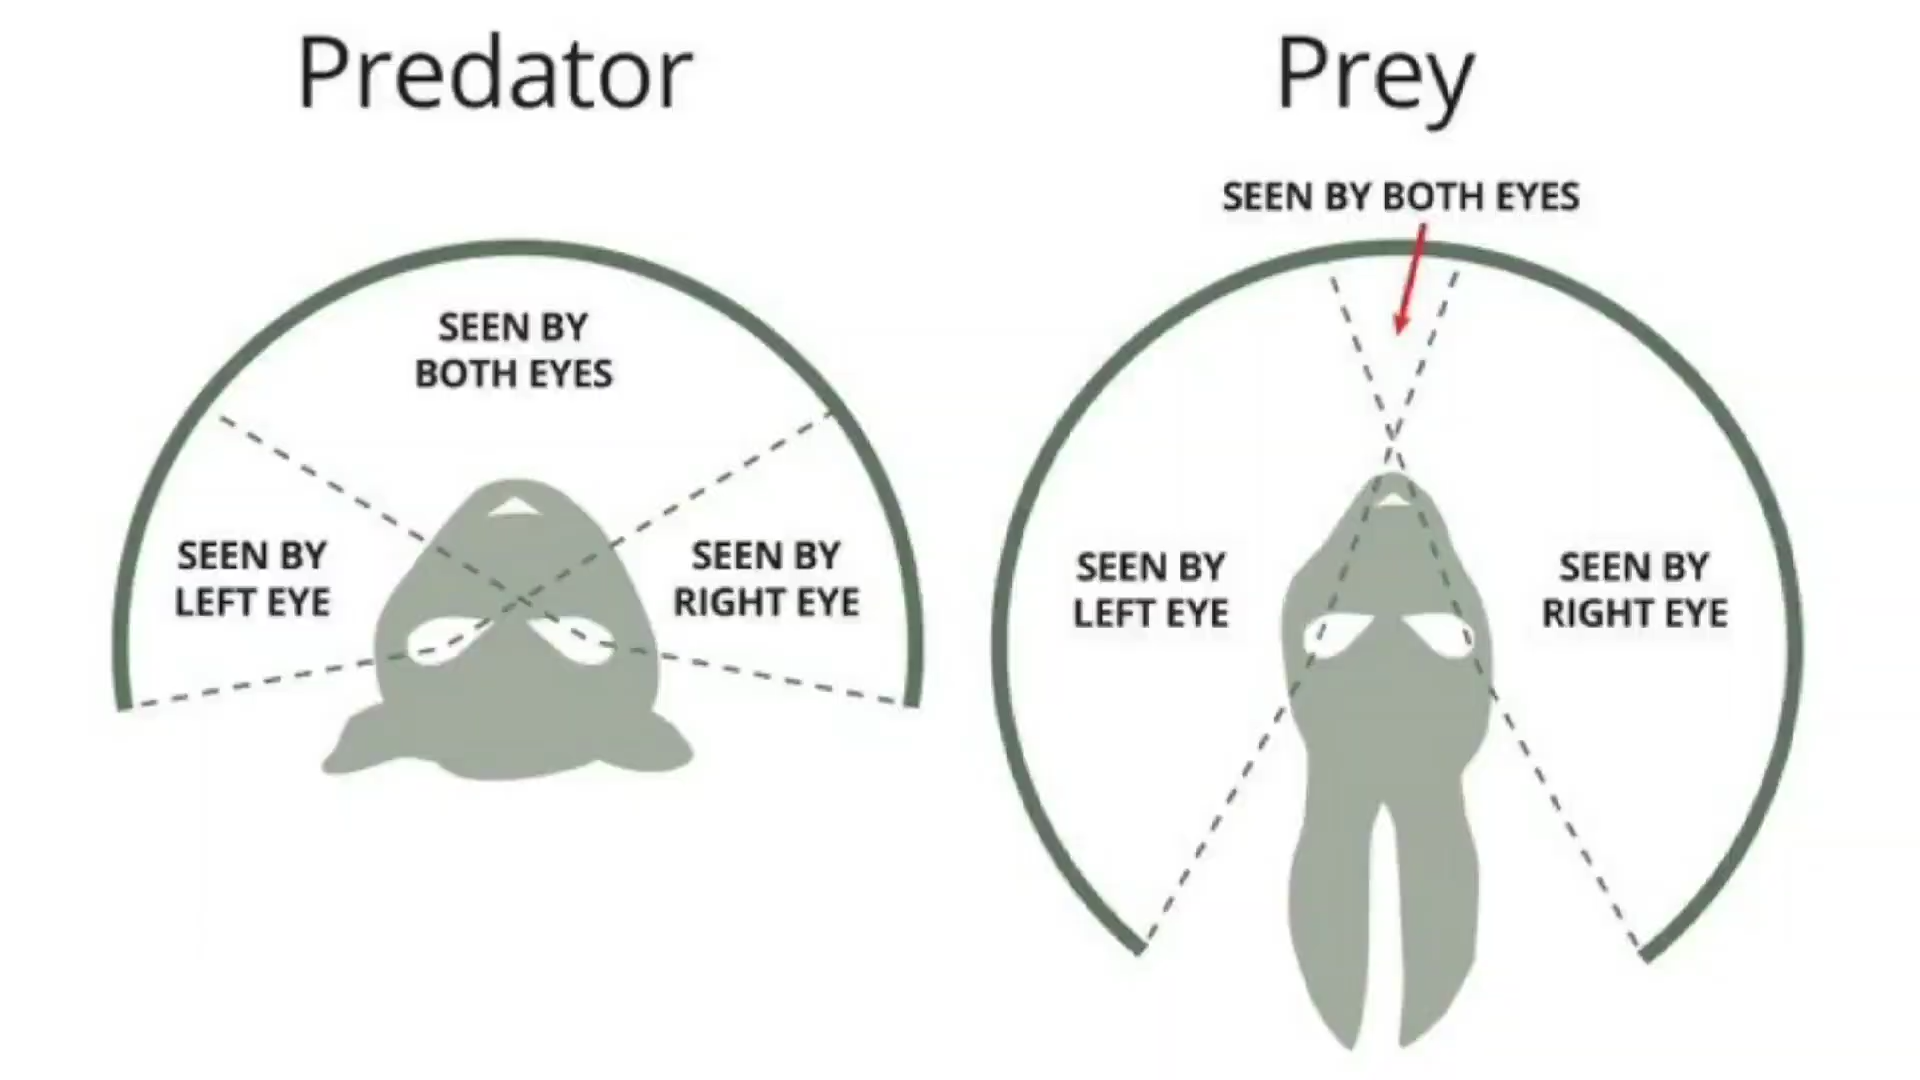 Predator
SEEN BY
BOTH EYES
SEEN BY
LEFT EYE
SEEN BY
RIGHT EYE
Prey
SEEN BY BOTH EYES
SEEN BY
LEFT EYE
SEEN BY
RIGHT EYE